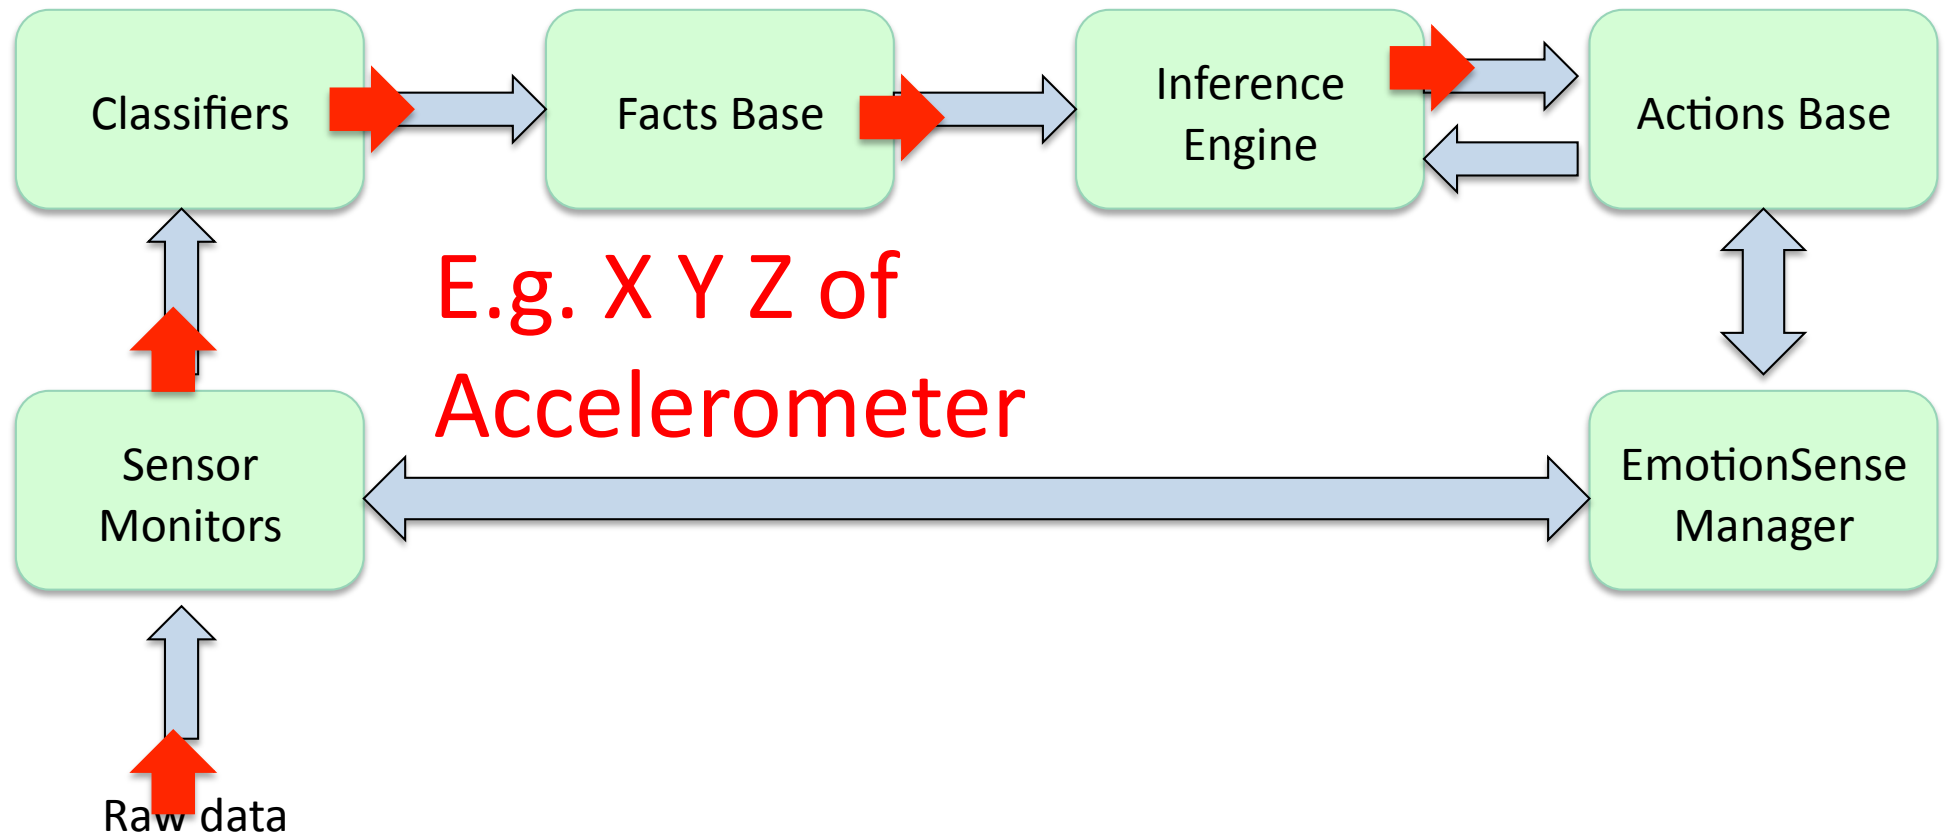 Classifiers
Facts Base
Inference
Engine
Actions Base
E.g. X Y Z of
Accelerometer
Sensor
Monitors
EmotionSense
Manager
Raw data